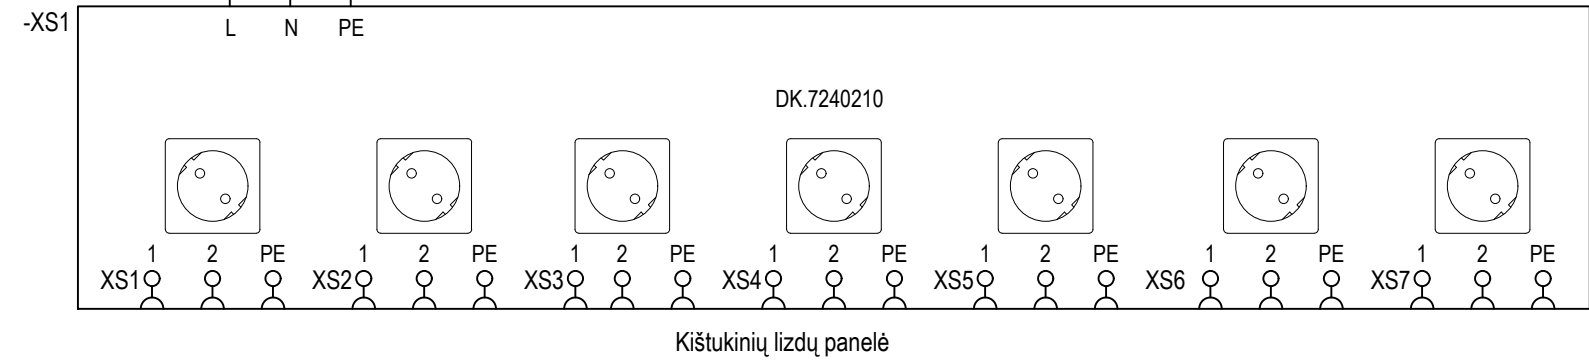 -XS1
L N PE
DK.7240210
1 2 PE 1 2 PE 1 2 PE 1 2 PE 1 2 PE 1 2 PE 1 2 PE
XS1 XS2 XS3 XS4 XS5 XS6 XS7
Kištukinių lizdų panelė